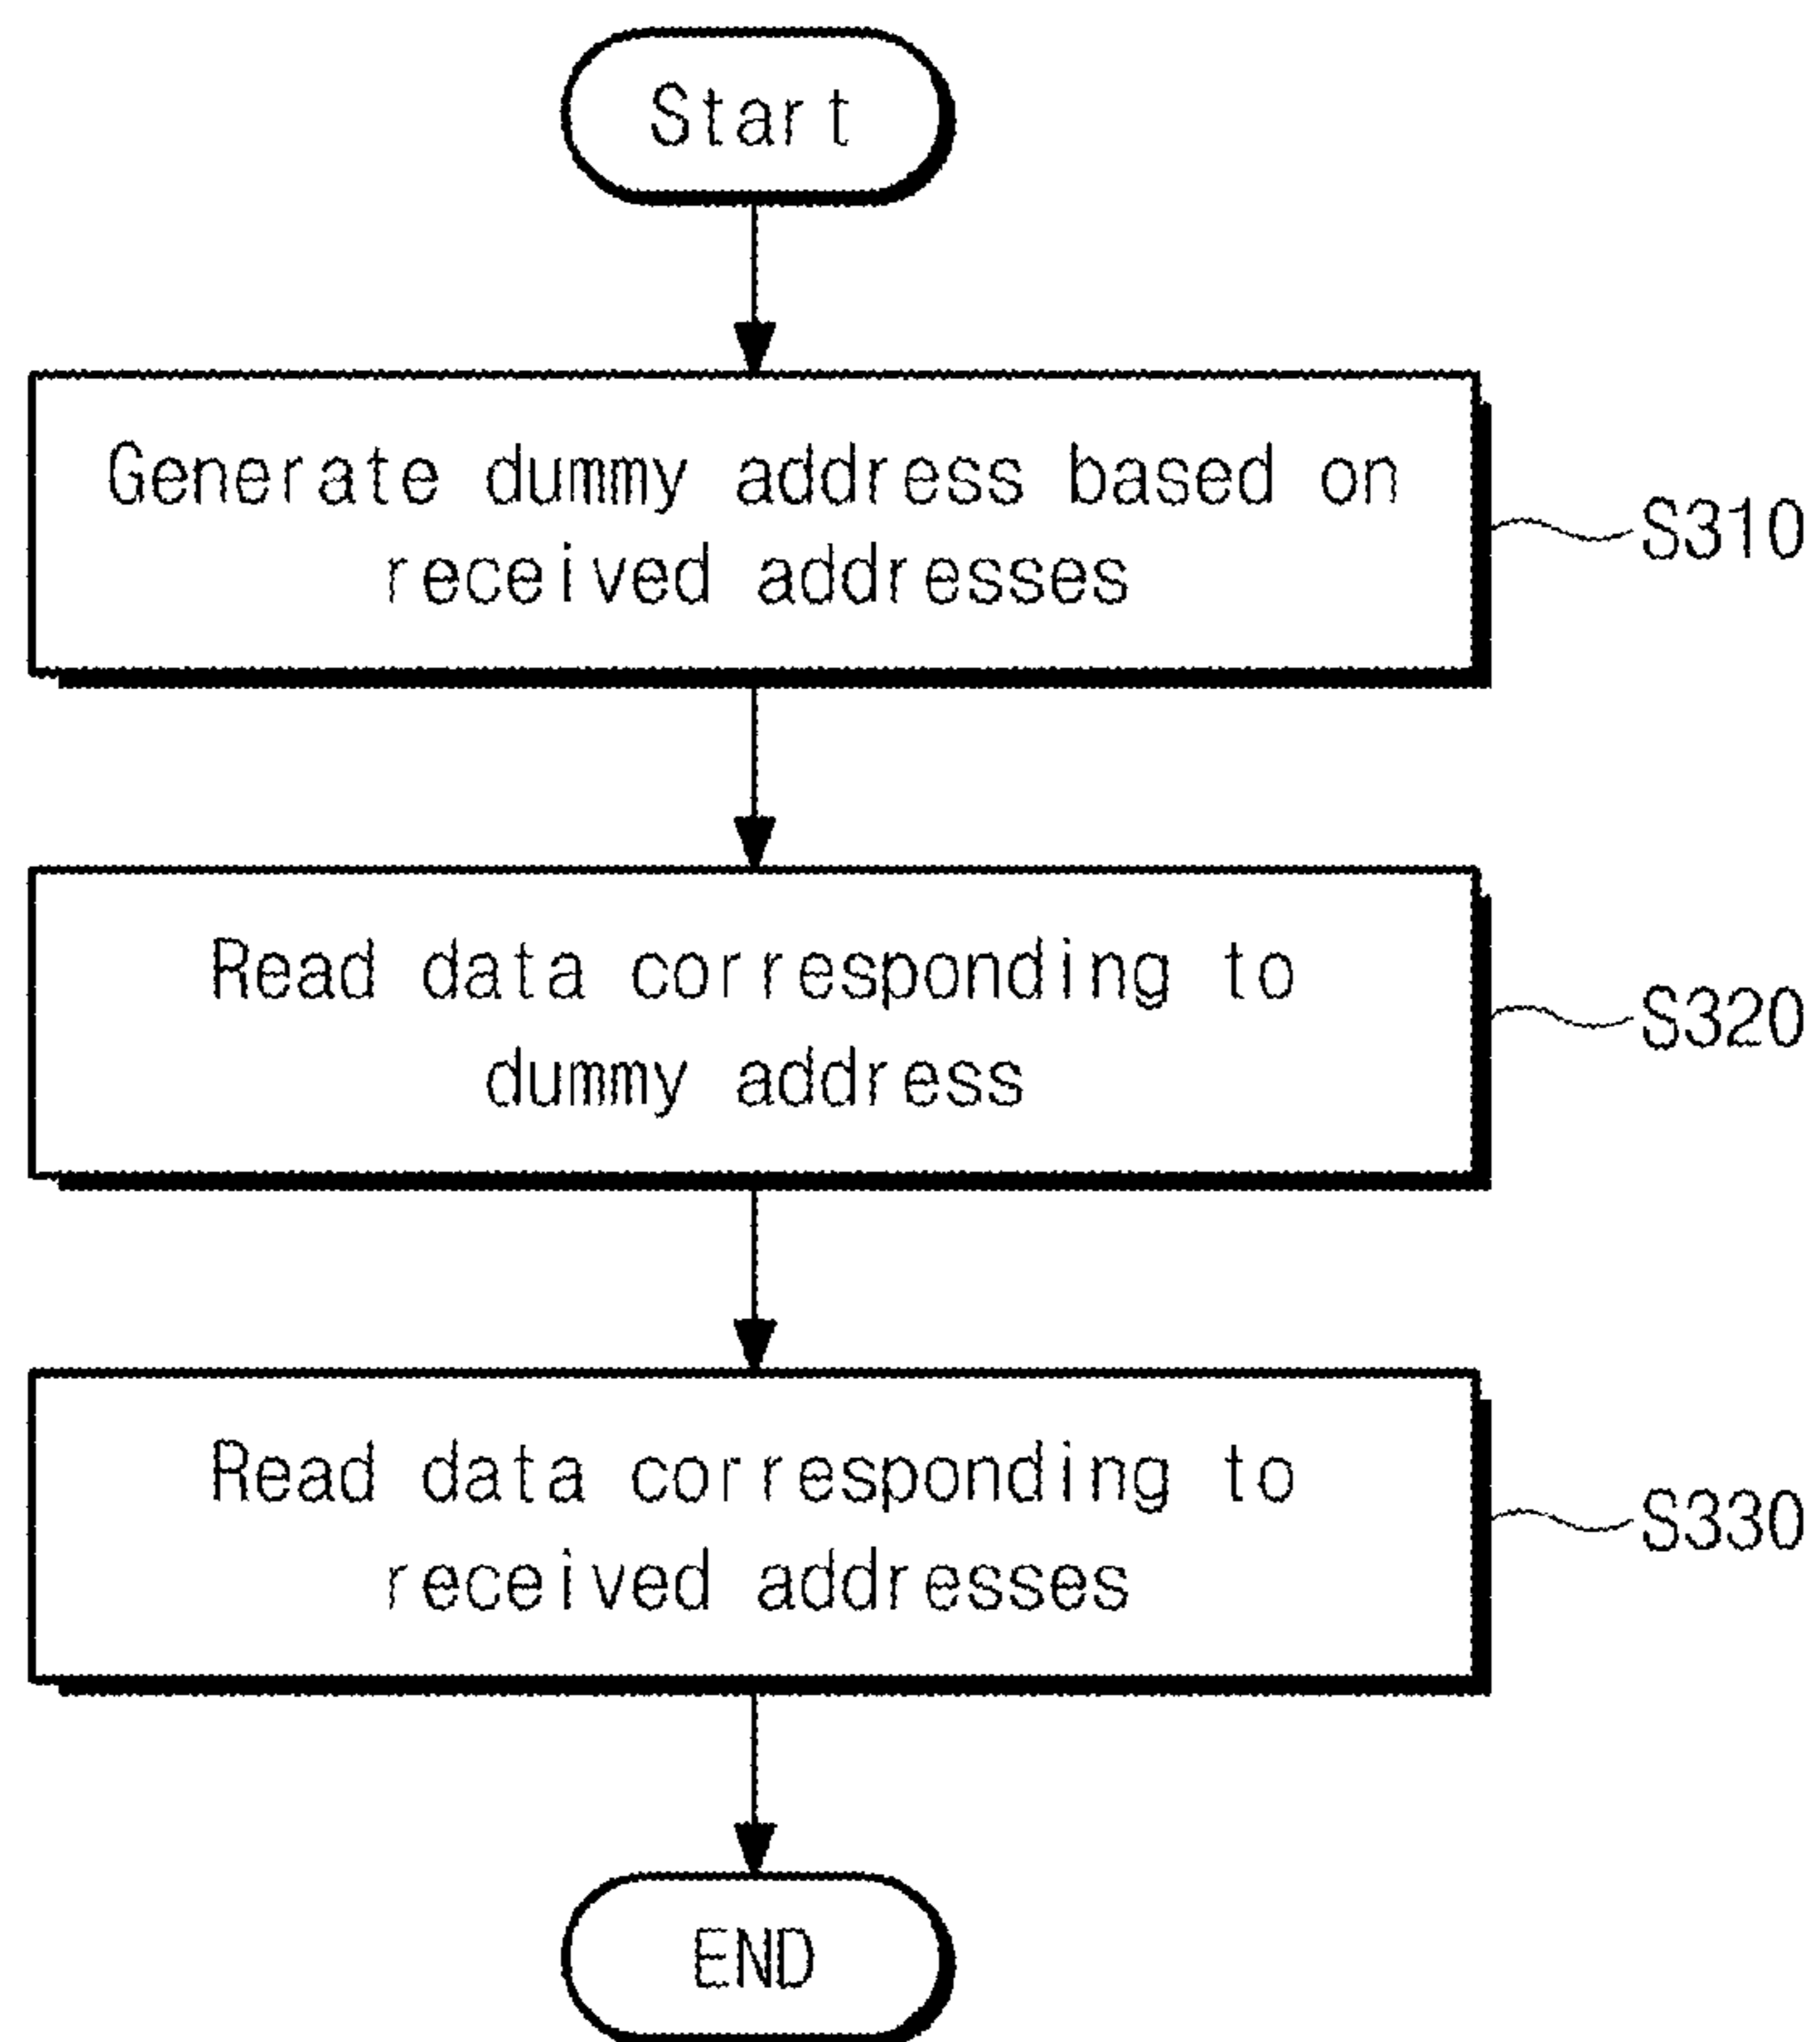 Start
Generate dummy address based on
received addresses
S310
Read data corresponding to
dummy address
S320
Read data corresponding to
received addresses
S330
END